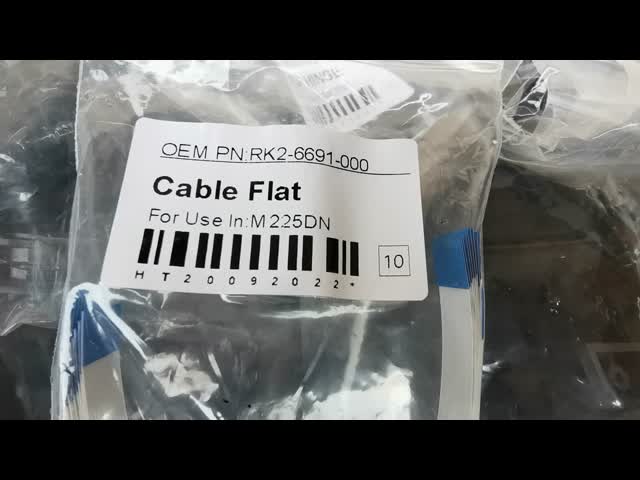 OEM PN:RK2-6691-000
Cable Flat
For Use In:M225DN
10
HT20092022*